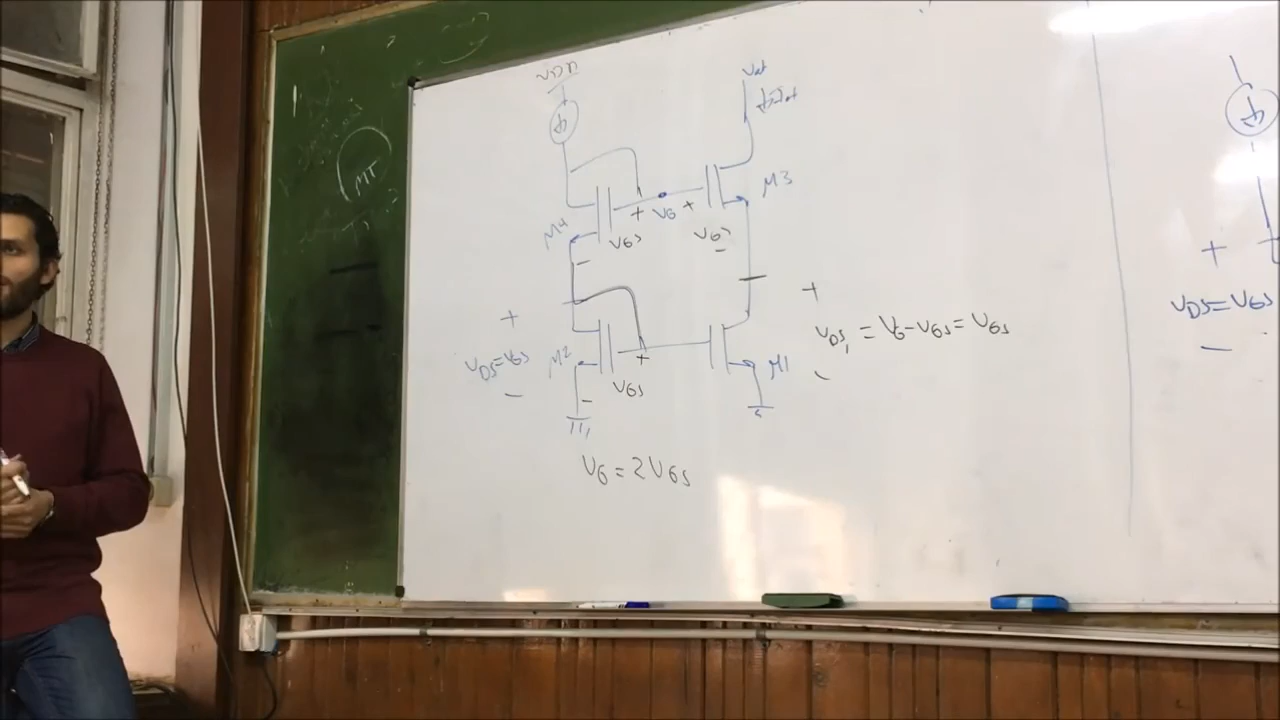 VDD
Vout
Iout
MT
M3
VG
+
+
M4
VGS
VGS
-
-
+
+
VDS=VGS
VDS1 = VG-VGS = VGS
M2
+
M1
-
VGS
-
-
VG = 2VGS
+
VDS=VGS
-